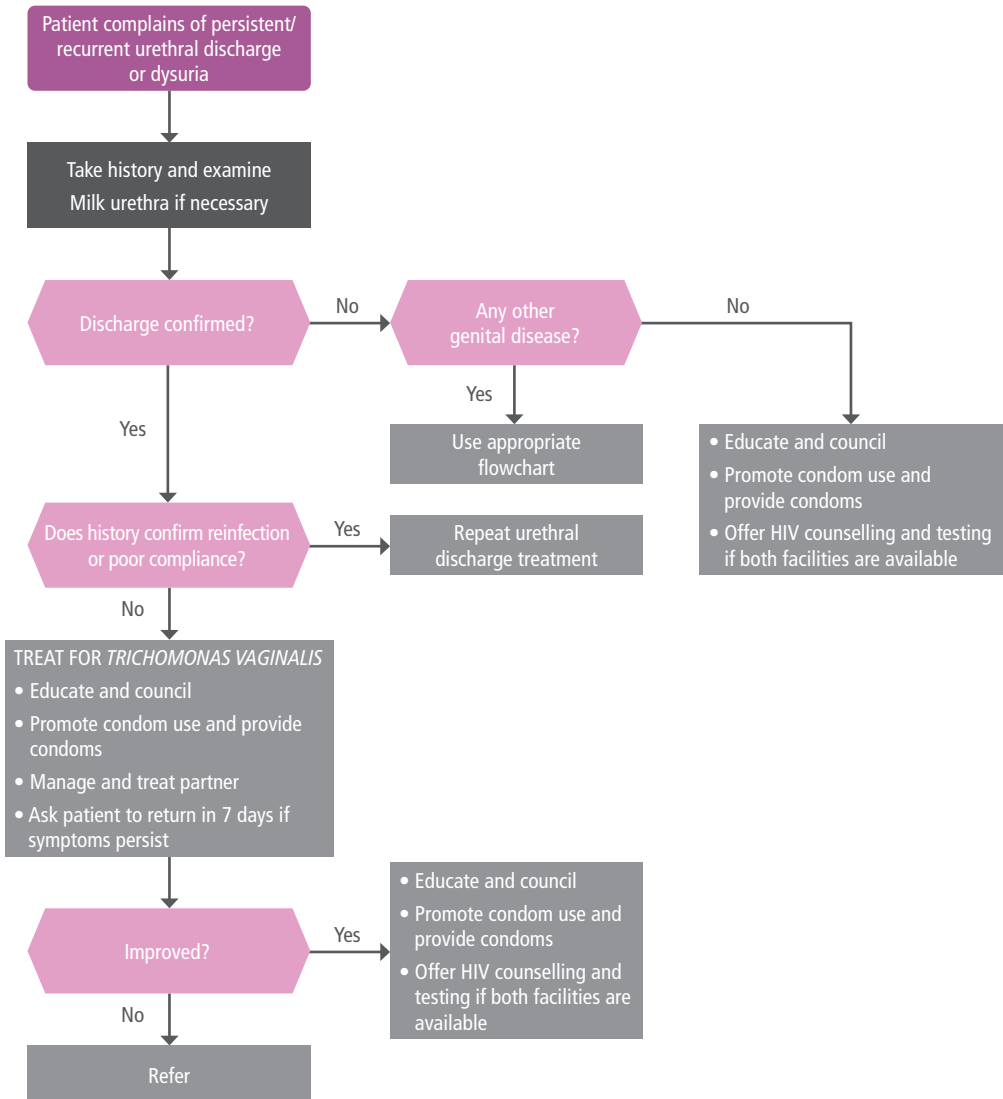 Patient complains of persistent/
recurrent urethral discharge
or dysuria
Take history and examine
Milk urethra if necessary
Discharge confirmed?
No
Any other
genital disease?
No
Yes
Use appropriate
flowchart
• Educate and council
• Promote condom use and
provide condoms
• Offer HIV counselling and testing
if both facilities are available
Yes
Does history confirm reinfection
or poor compliance?
Yes
Repeat urethral
discharge treatment
No
TREAT FOR TRICHOMONAS VAGINALIS
• Educate and council
• Promote condom use and provide
condoms
• Manage and treat partner
• Ask patient to return in 7 days if
symptoms persist
Improved?
Yes
• Educate and council
• Promote condom use and
provide condoms
• Offer HIV counselling and
testing if both facilities are
available
No
Refer